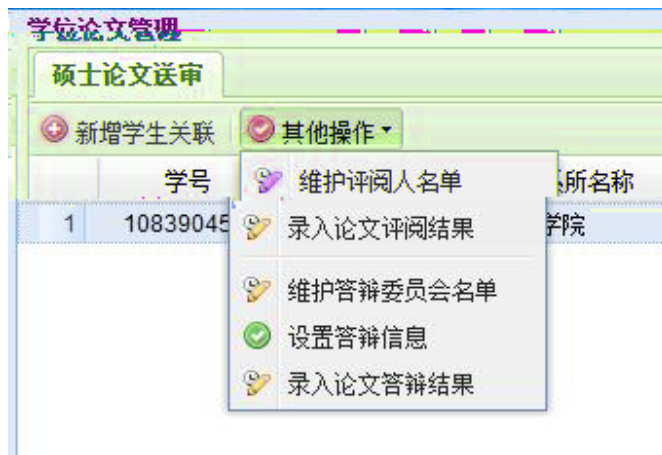 学位论文管理
硕士论文送审
新增学生关联 其他操作
学号 所名称
维护评阅人名单
1 10839045 学院
录入论文评阅结果
维护答辩委员会名单
设置答辩信息
录入论文答辩结果